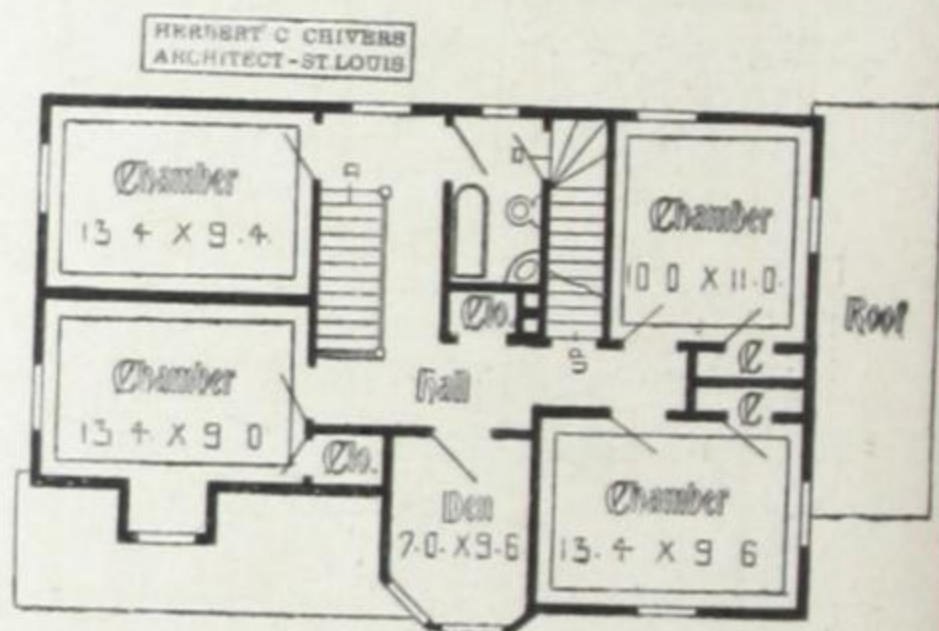 HERBERT C CHIVERS
ARCHITECT - ST. LOUIS
Chamber
13 4 X 9.4.
D
D
Chamber
10 0 X 11.0.
Roof
Clo.
Up
C
C
Hall
Chamber
13 4. X 9 0
Clo.
Den
7.0. X 9.6
Chamber
13.4 X 9 6